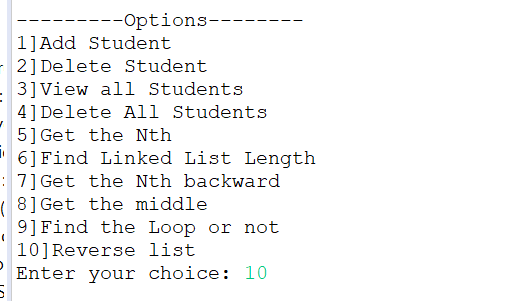 ---------Options--------
1]Add Student
2]Delete Student
3]View all Students
4]Delete All Students
5]Get the Nth
6]Find Linked List Length
7]Get the Nth backward
8]Get the middle
9]Find the Loop or not
10]Reverse list
Enter your choice: 10